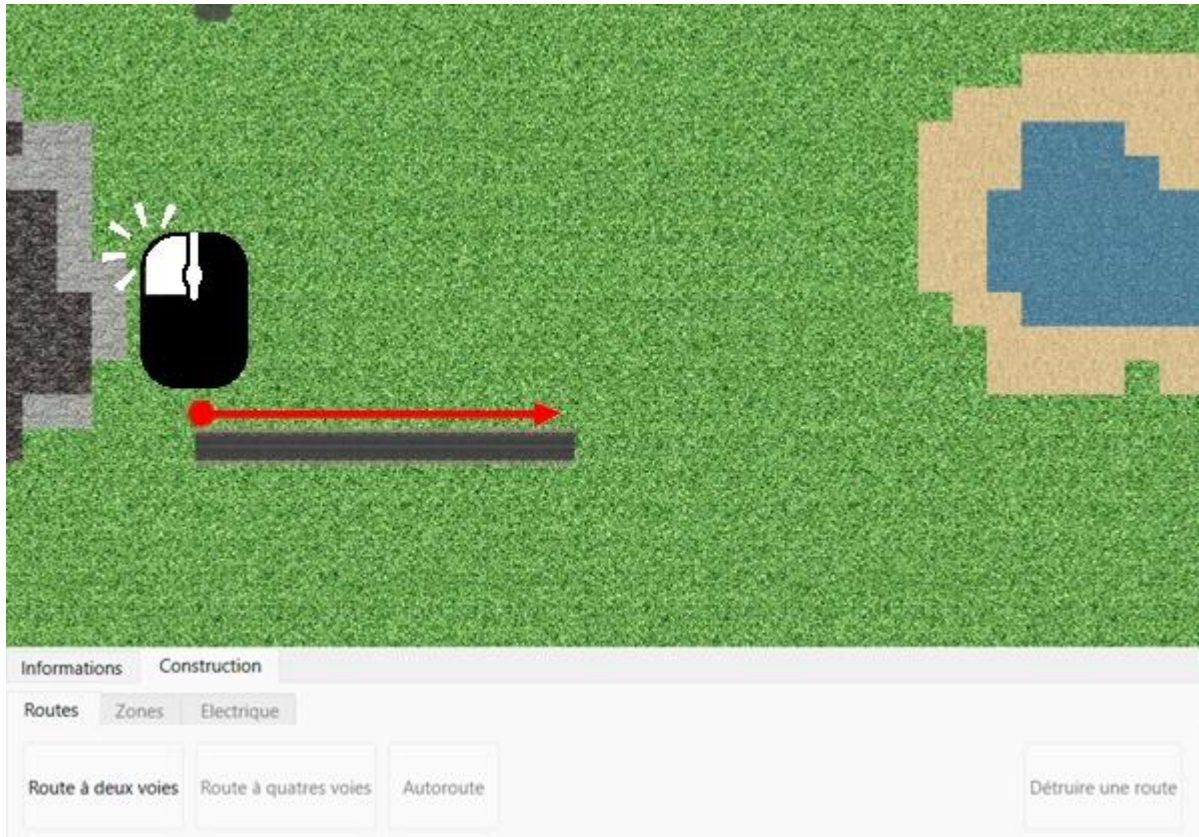 Informations Construction
Routes Zones Electrique
Route à deux voies Route à quatres voies Autoroute Détruire une route